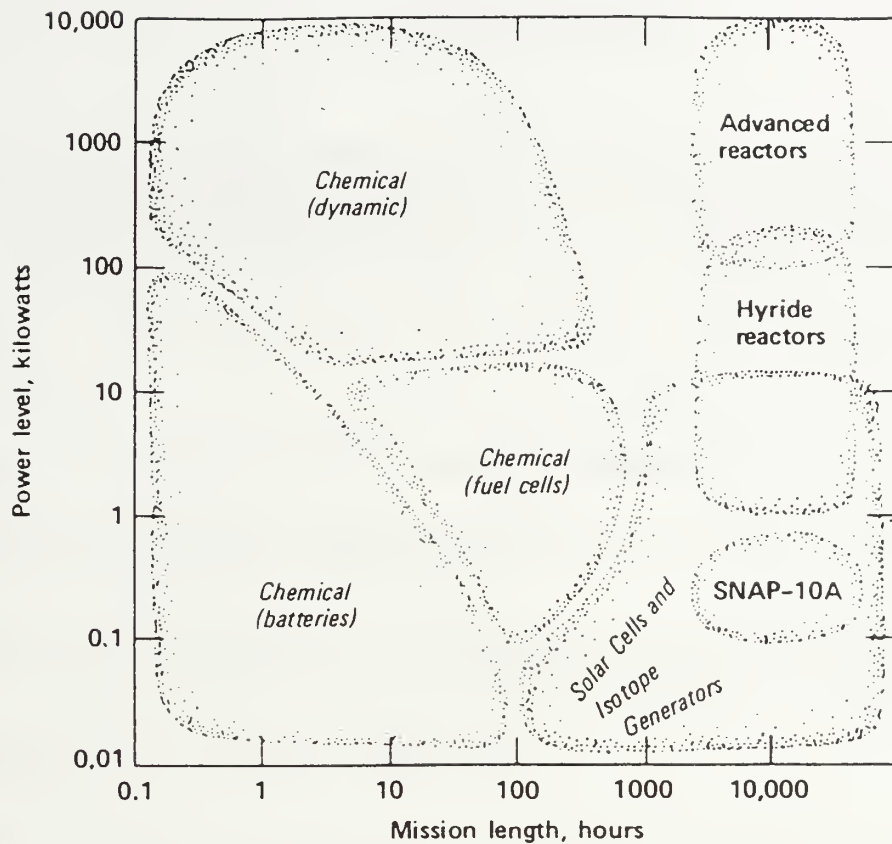 10,000
1000
100
10
1
0.1
0.01
Power level, kilowatts
Chemical
(dynamic)
Advanced
reactors
Hyride
reactors
Chemical
(fuel cells)
Chemical
(batteries)
SNAP-10A
Solar Cells and
Isotope
Generators
0.1
1
10
100
1000
10,000
Mission length, hours